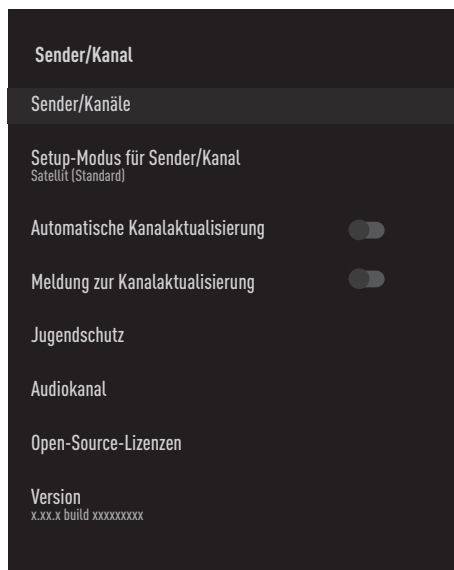 Sender/Kanal
Sender/Kanäle
Setup-Modus für Sender/Kanal
Satellit (Standard)
Automatische Kanalaktualisierung
Meldung zur Kanalaktualisierung
Jugendschutz
Audiokanal
Open-Source-Lizenzen
Version
x.xx.x build xxxxxxxxx